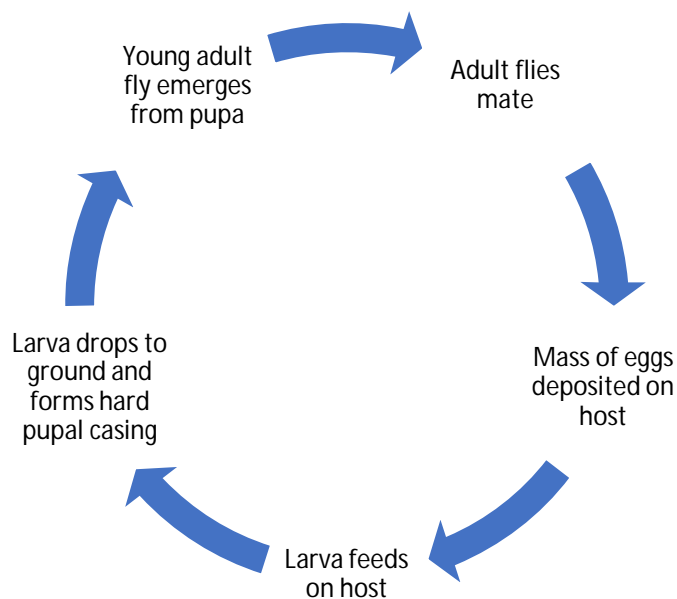 Young adult
fly emerges
from pupa
Adult flies
mate
Mass of eggs
deposited on
host
Larva feeds
on host
Larva drops to
ground and
forms hard
pupal casing